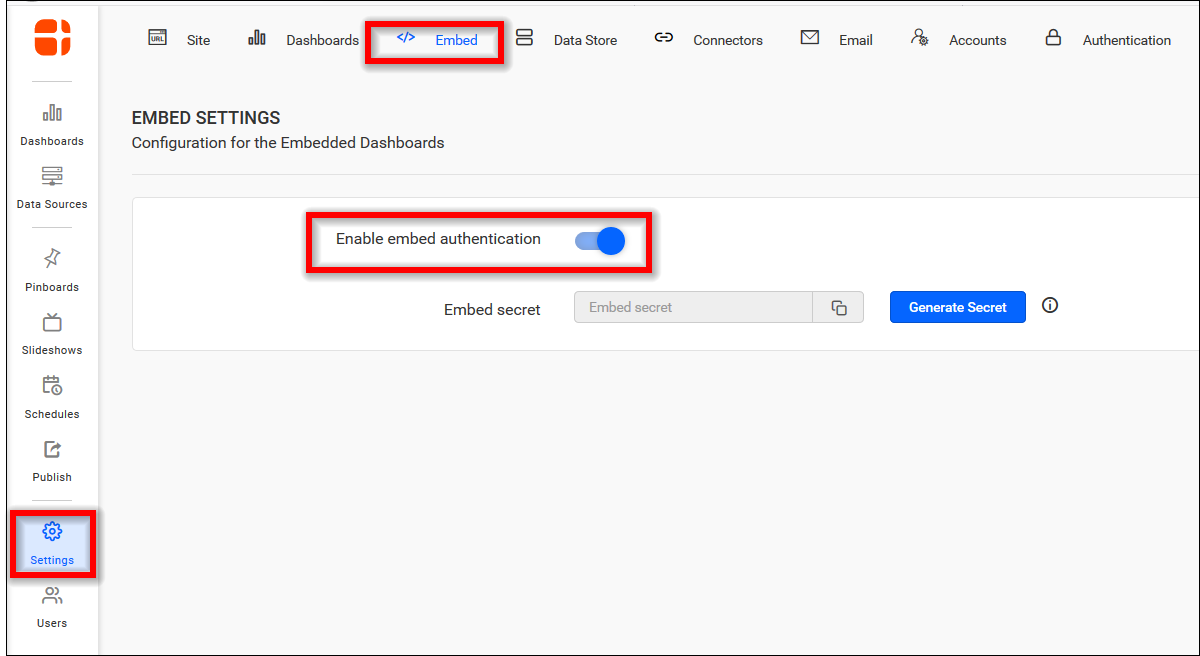 URL Site Dashboards </> Embed Data Store Connectors Email Accounts Authentication
Dashboards
Data Sources
Pinboards
Slideshows
Schedules
Publish
Settings
Users
EMBED SETTINGS
Configuration for the Embedded Dashboards
Enable embed authentication
Embed secret Embed secret Generate Secret